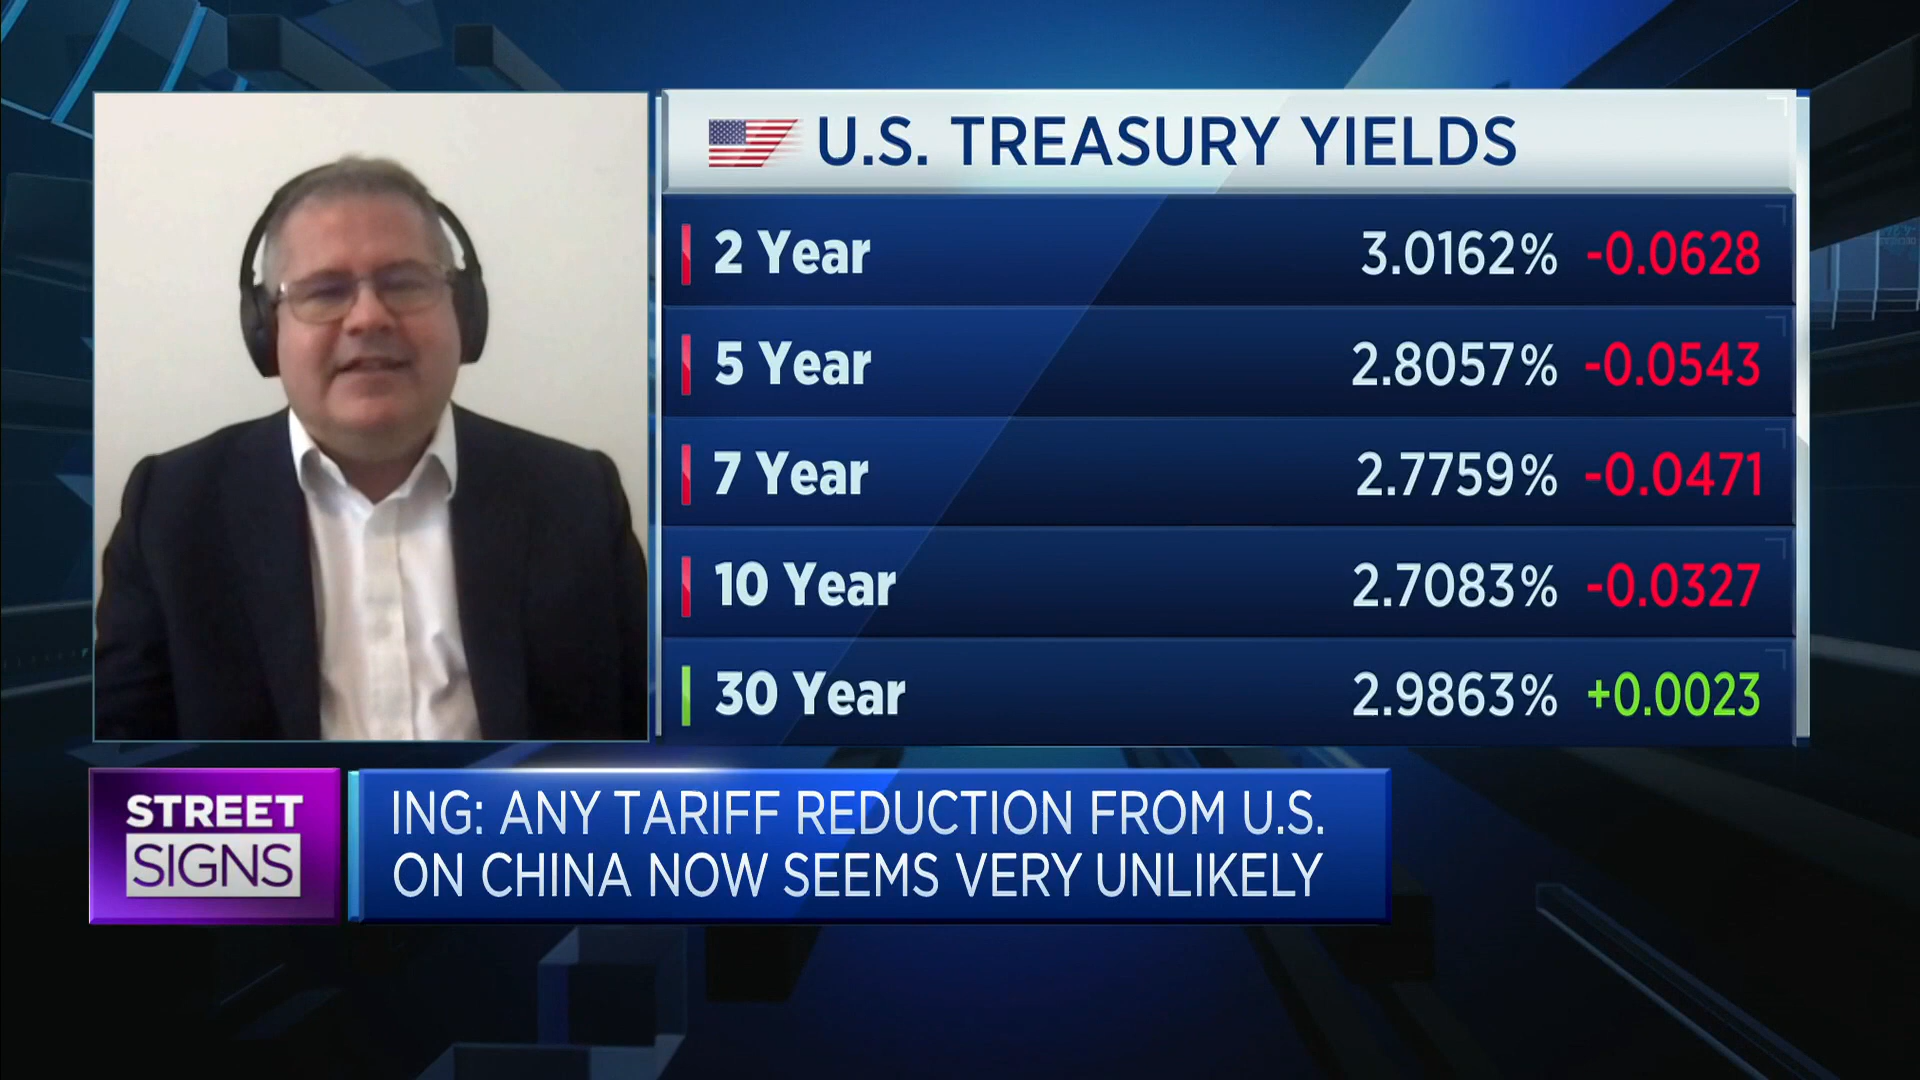 U.S. TREASURY YIELDS
2 Year 3.0162% -0.0628
5 Year 2.8057% -0.0543
7 Year 2.7759% -0.0471
10 Year 2.7083% -0.0327
30 Year 2.9863% +0.0023
STREET
SIGNS
ING: ANY TARIFF REDUCTION FROM U.S.
ON CHINA NOW SEEMS VERY UNLIKELY